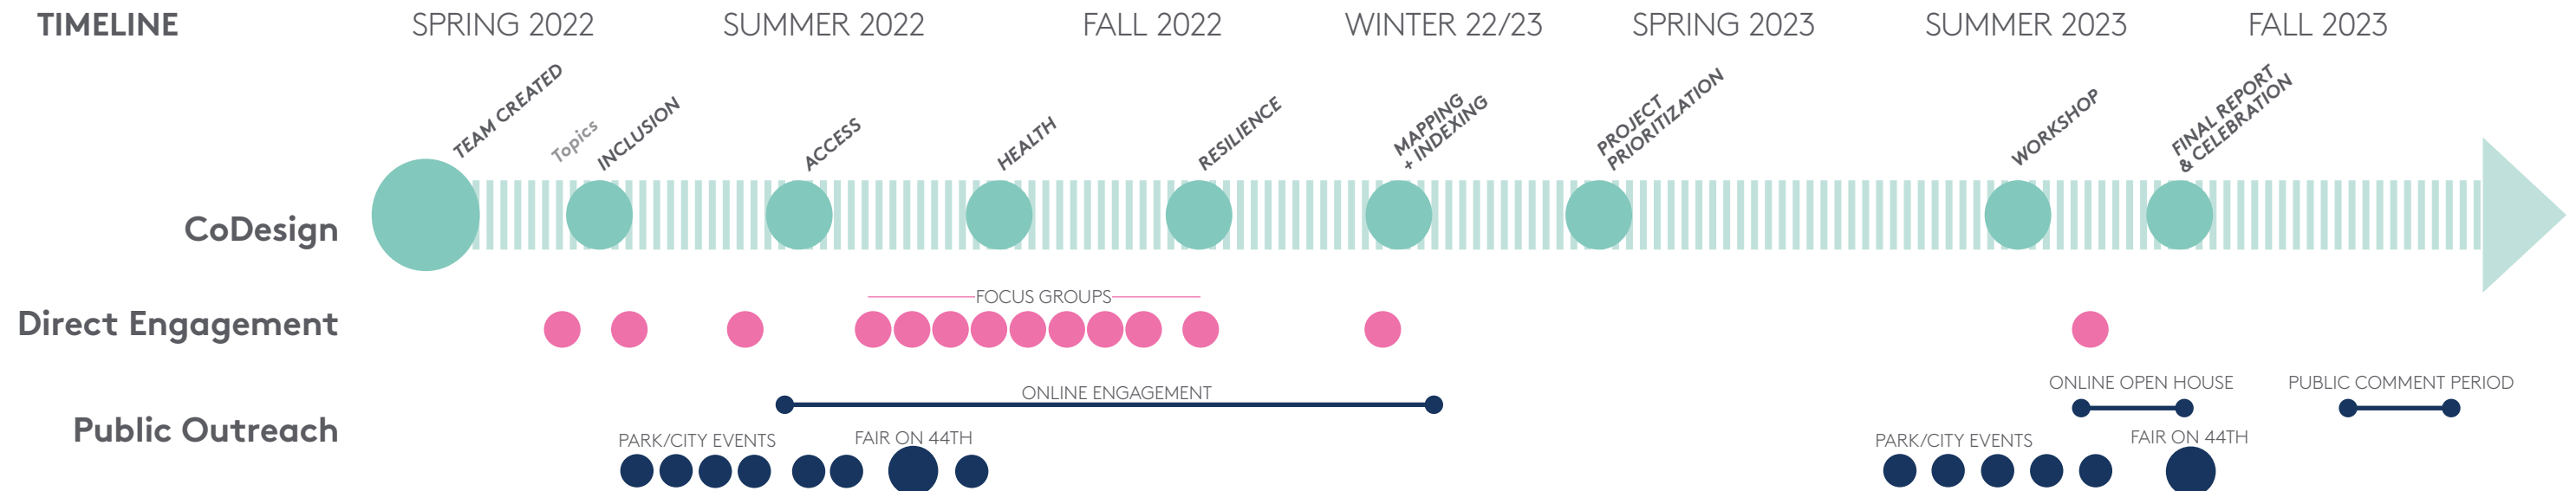 TIMELINE
SPRING 2022
SUMMER 2022
FALL 2022
WINTER 22/23
SPRING 2023
SUMMER 2023
FALL 2023
TEAM CREATED
Topics
INCLUSION
ACCESS
HEALTH
RESILIENCE
MAPPING
+ INDEXING
PROJECT
PRIORITIZATION
WORKSHOP
FINAL REPORT
& CELEBRATION
CoDesign
Direct Engagement
FOCUS GROUPS
Public Outreach
ONLINE ENGAGEMENT
ONLINE OPEN HOUSE
PUBLIC COMMENT PERIOD
PARK/CITY EVENTS
FAIR ON 44TH
PARK/CITY EVENTS
FAIR ON 44TH